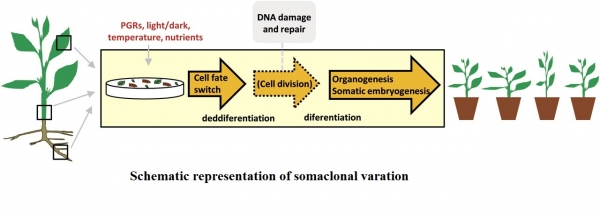 DNA damage
and repair
PGRs, light/dark,
temperature, nutrients
Cell fate
switch
(Cell division)
Organogenesis
Somatic embryogenesis
deddifferentiation
diferentiation
Schematic representation of somaclonal varation